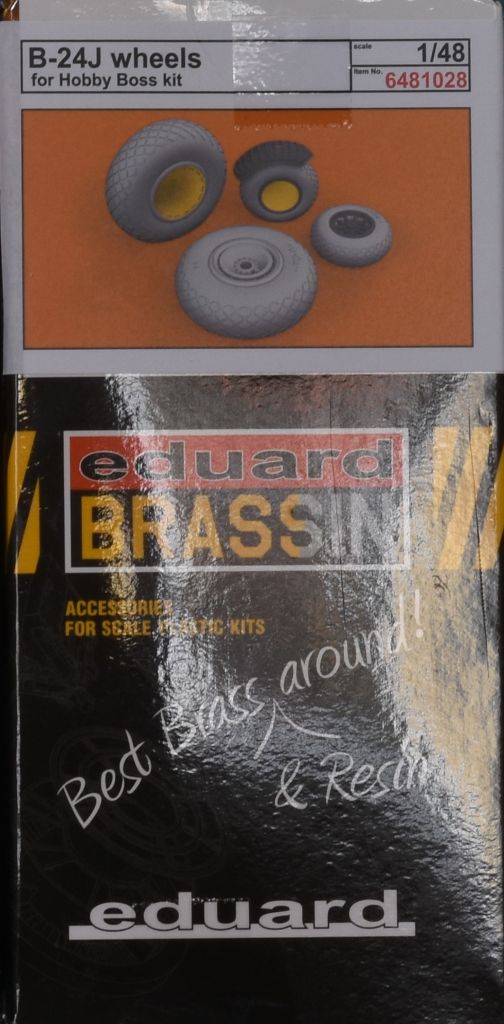 B-24J wheels
for Hobby Boss kit
scale 1/48
Item No. 6481028
eduard
BRASSIN
ACCESSORIES
FOR SCALE PLASTIC KITS
Best Brass around!
& Resin
eduard